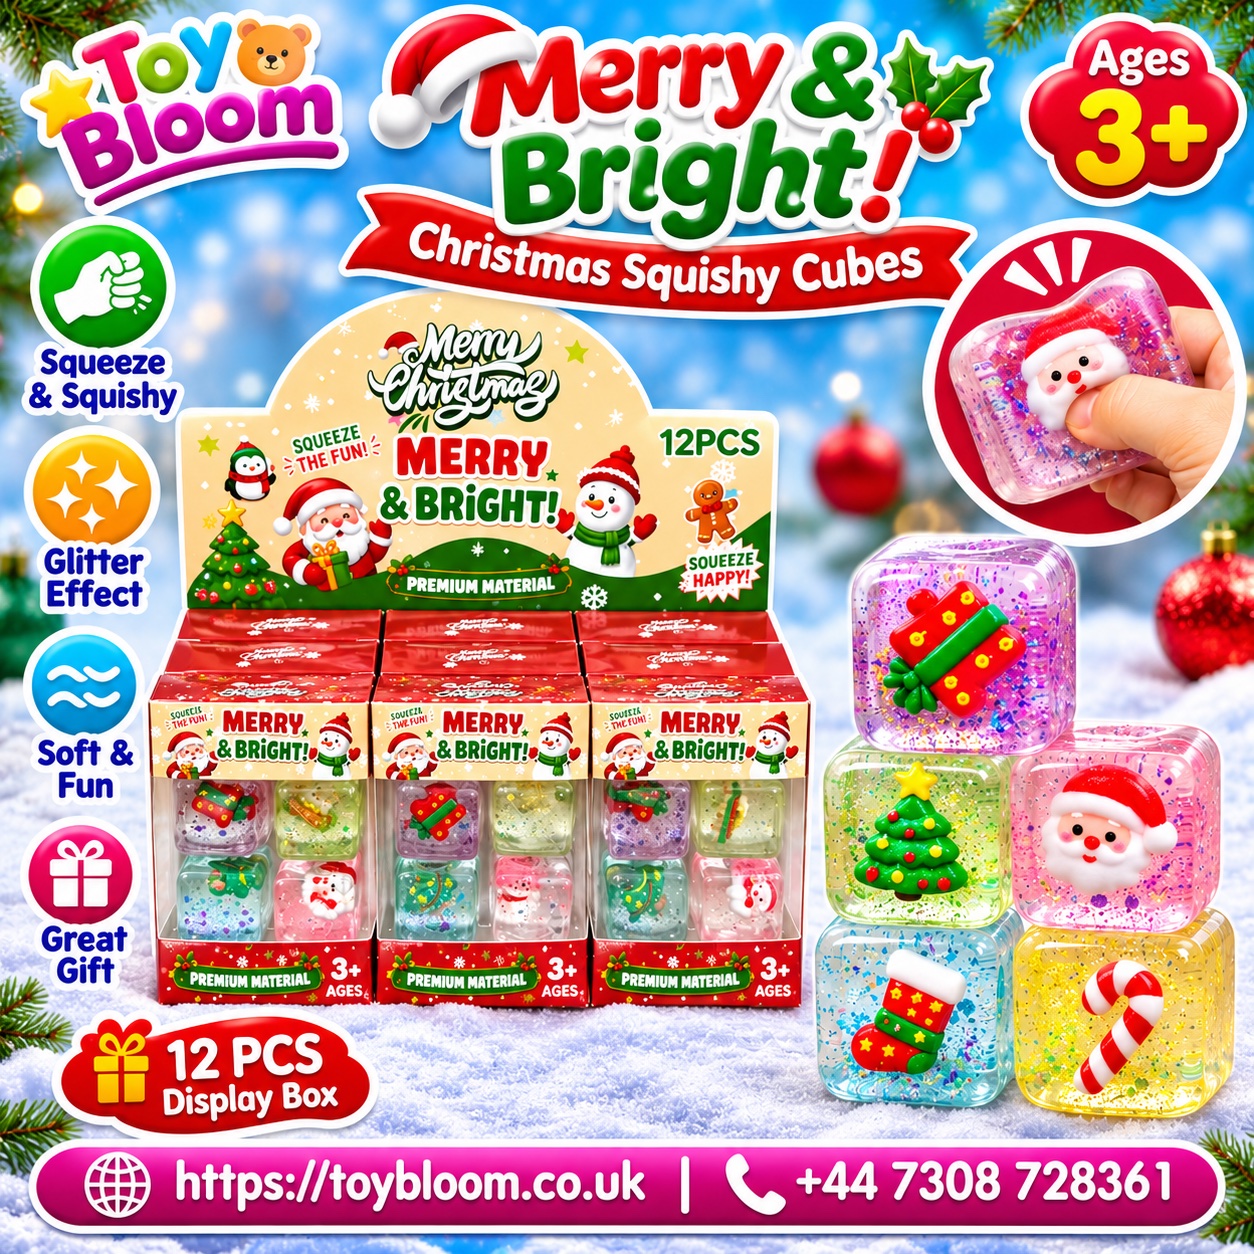 Toy
Bloom
Merry &
Bright!
Christmas Squishy Cubes
Ages
3+
Squeeze
& Squishy
Glitter
Effect
Soft &
Fun
Great
Gift
Merry
Christmas
SQUEEZE
THE FUN!
MERRY
& BRiGHT!
12PCS
SQUEEZE
HAPPY!
PREMIUM MATERIAL
SQUEEZE
THE FUN!
MERRY
& BRiGHT!
PREMIUM MATERIAL
3+
AGES
SQUEEZE
THE FUN!
MERRY
& BRiGHT!
PREMIUM MATERIAL
3+
AGES
SQUEEZE
THE FUN!
MERRY
& BRiGHT!
PREMIUM MATERIAL
3+
AGES
12 PCS
Display Box
https://toybloom.co.uk | +44 7308 728361